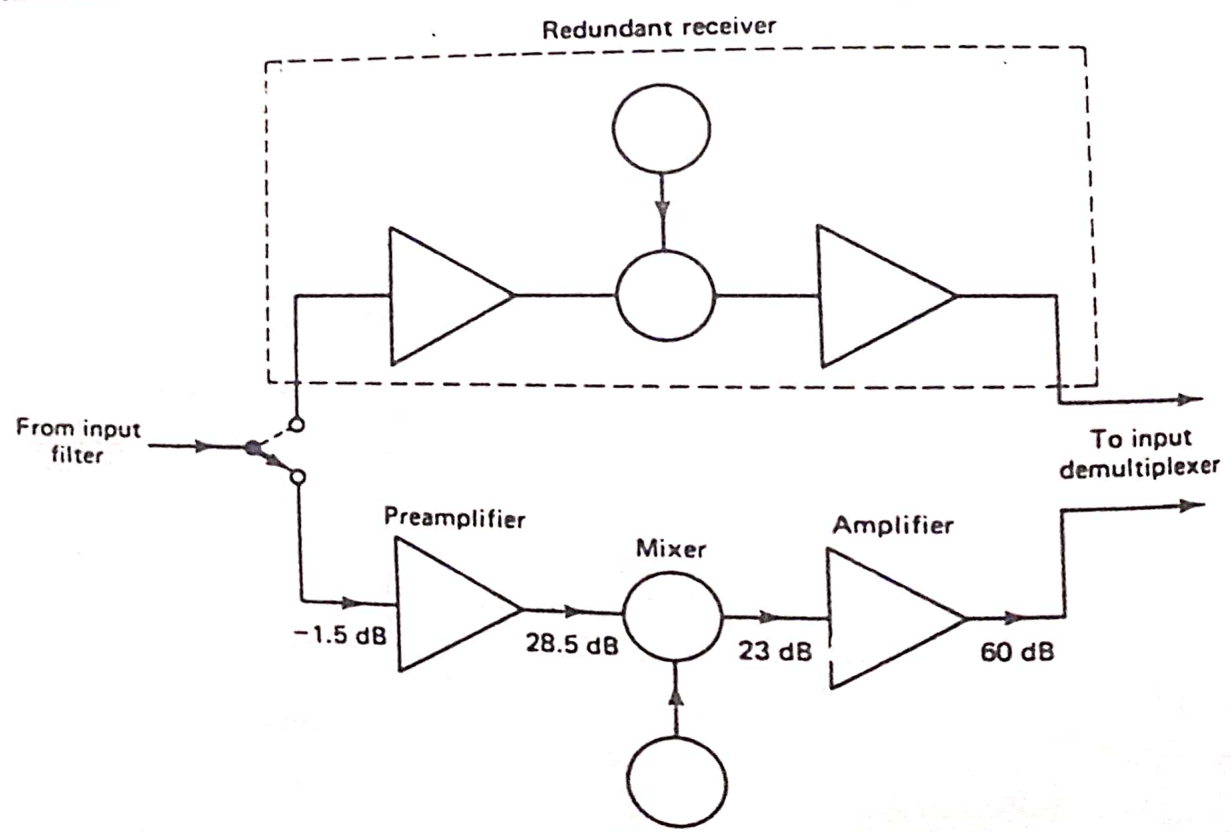 Redundant receiver
From input
filter
To input
demultiplexer
Preamplifier
Mixer
Amplifier
−1.5 dB
28.5 dB
23 dB
60 dB